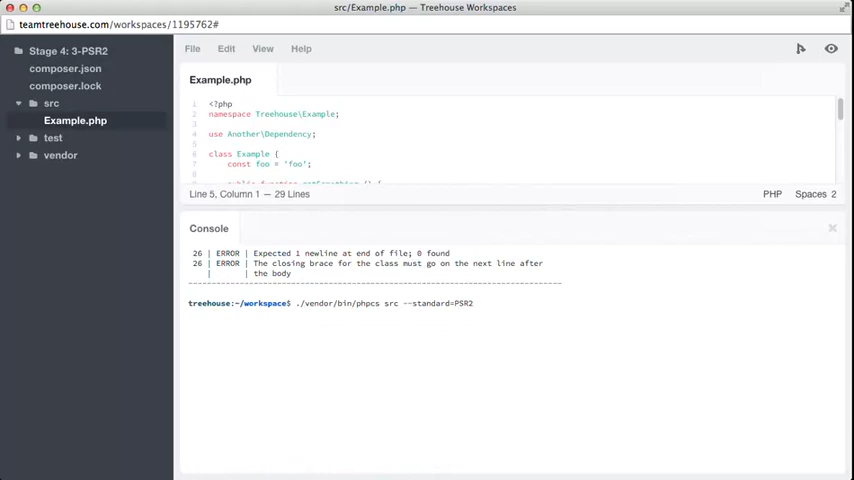 src/Example.php — Treehouse Workspaces
teamtreehouse.com/workspaces/1195762#
Stage 4: 3-PSR2
composer.json
composer.lock
src
Example.php
test
vendor
File Edit View Help
Example.php
1 <?php
2 namespace Treehouse\Example;
3
4 use Another\Dependency;
5
6 class Example {
7 const foo = 'foo';
8
public function getSomething () {
Line 5, Column 1 — 29 Lines PHP Spaces 2
Console
26 | ERROR | Expected 1 newline at end of file; 0 found
26 | ERROR | The closing brace for the class must go on the next line after
| | the body
--------------------------------------------------------------------------------
treehouse:~/workspace$ ./vendor/bin/phpcs src --standard=PSR2